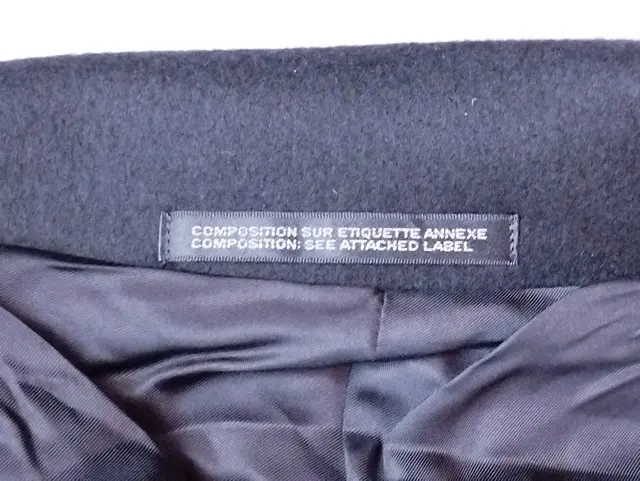 COMPOSITION SUR ETIQUETTE ANNEXE
COMPOSITION: SEE ATTACHED LABEL